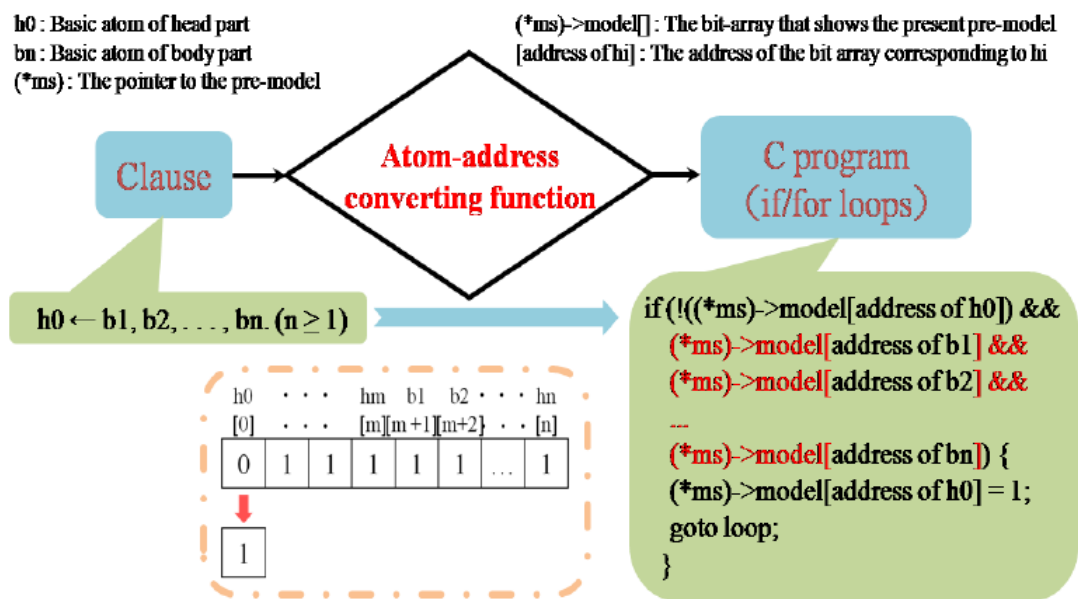 h0 : Basic atom of head part
bn : Basic atom of body part
(*ms) : The pointer to the pre-model
(*ms)->model[] : The bit-array that shows the present pre-model
[address of hi] : The address of the bit array corresponding to hi
Clause
Atom-address
converting function
C program
(if/for loops)
h0 ← b1, b2, . . . , bn. (n ≥ 1)
if (!((*ms)->model[address of h0]) &&
(*ms)->model[address of b1] &&
(*ms)->model[address of b2] &&
...
(*ms)->model[address of bn]) {
(*ms)->model[address of h0] = 1;
goto loop;
}
h0 · · · hm b1 b2 · · · hn
[0] · · · [m][m+1][m+2] · · [n]
0 1 1 1 1 1 ... 1
1